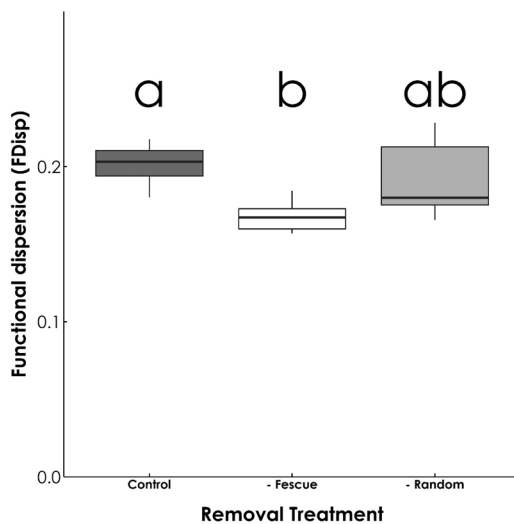 Functional dispersion (FDisp)
a b ab
0.2
0.1
0.0
Control - Fescue - Random
Removal Treatment